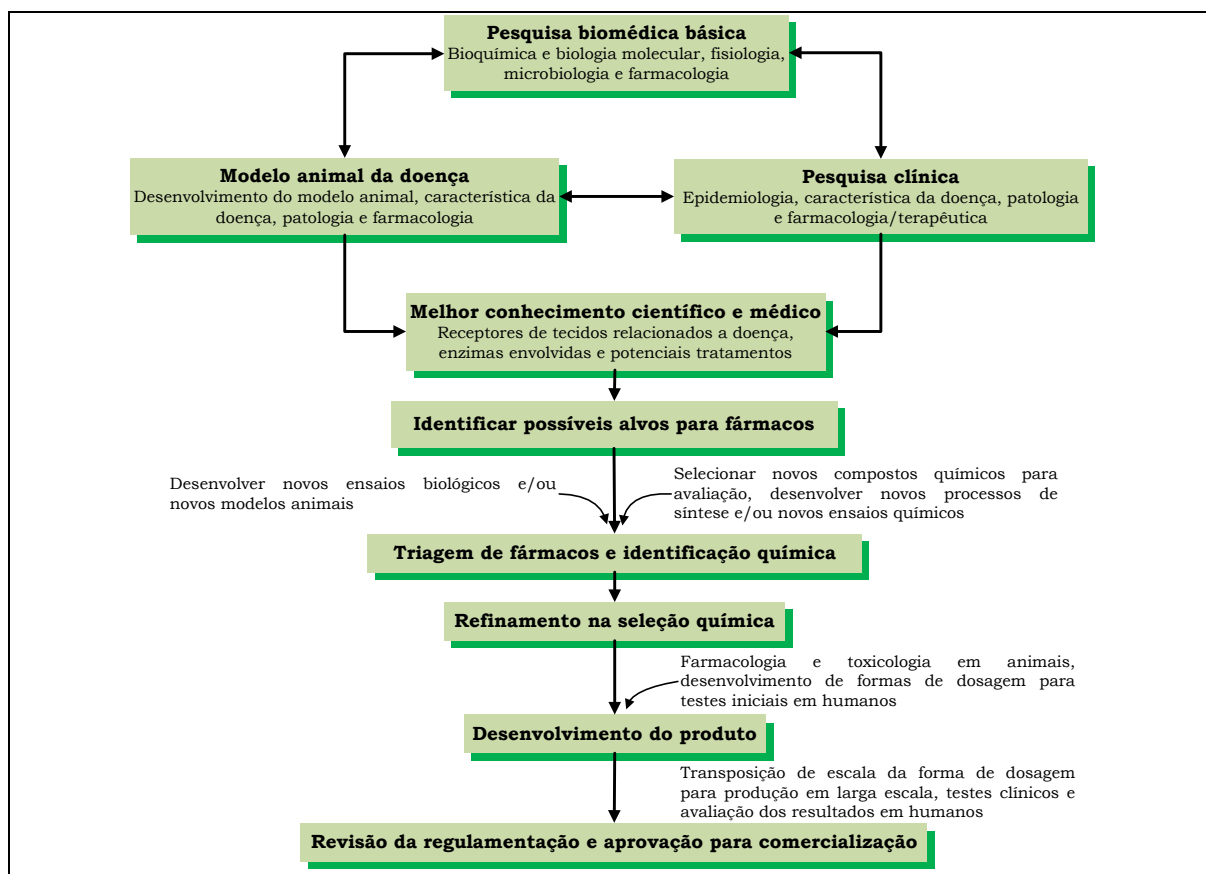 Pesquisa biomédica básica
Bioquímica e biologia molecular, fisiologia,
microbiologia e farmacologia
Modelo animal da doença
Desenvolvimento do modelo animal, característica da
doença, patologia e farmacologia
Pesquisa clínica
Epidemiologia, característica da doença, patologia
e farmacologia/terapêutica
Melhor conhecimento científico e médico
Receptores de tecidos relacionados a doença,
enzimas envolvidas e potenciais tratamentos
Identificar possíveis alvos para fármacos
Desenvolver novos ensaios biológicos e/ou
novos modelos animais
Selecionar novos compostos químicos para
avaliação, desenvolver novos processos de
síntese e/ou novos ensaios químicos
Triagem de fármacos e identificação química
Refinamento na seleção química
Farmacologia e toxicologia em animais,
desenvolvimento de formas de dosagem para
testes iniciais em humanos
Desenvolvimento do produto
Transposição de escala da forma de dosagem
para produção em larga escala, testes clínicos e
avaliação dos resultados em humanos
Revisão da regulamentação e aprovação para comercialização